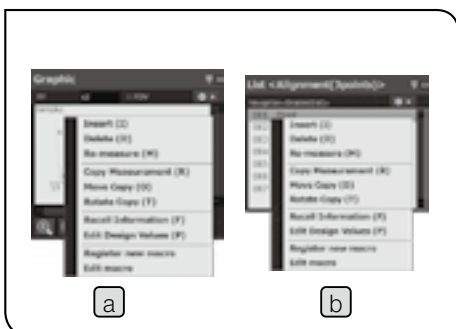 Graphic
Insert (I)
Delete (D)
Re-measure (M)
Copy Measurement (R)
Move Copy (O)
Rotate Copy (T)
Recall Information (F)
Edit Design Values (P)
Register new macro
Edit macro
a
List <Alignment(3points)>
Insert (I)
Delete (D)
Re-measure (M)
Copy Measurement (R)
Move Copy (O)
Rotate Copy (T)
Recall Information (F)
Edit Design Values (P)
Register new macro
Edit macro
b